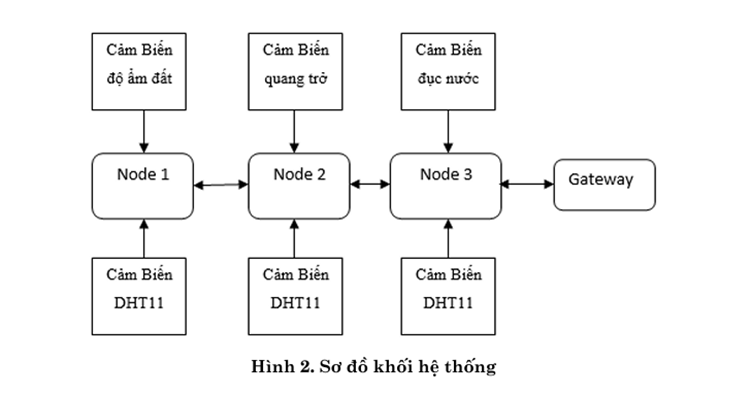 Cảm Biến
độ ẩm đất
Cảm Biến
quang trở
Cảm Biến
đục nước
Node 1
Node 2
Node 3
Gateway
Cảm Biến
DHT11
Cảm Biến
DHT11
Cảm Biến
DHT11
Hình 2. Sơ đồ khối hệ thống